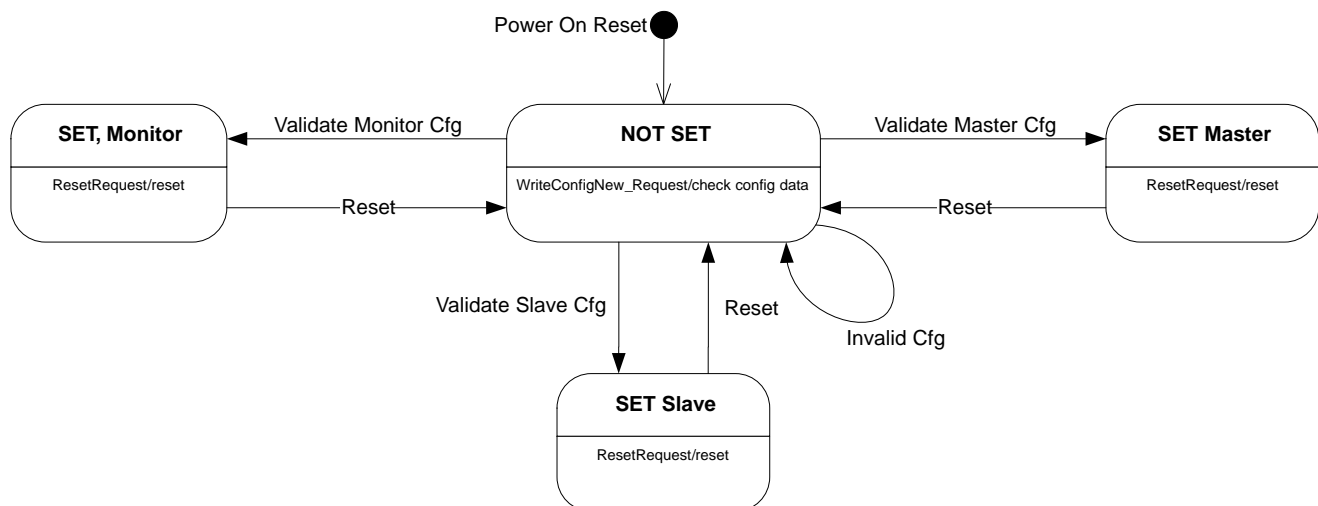 Power On Reset
SET, Monitor
Validate Monitor Cfg
NOT SET
Validate Master Cfg
SET Master
ResetRequest/reset
WriteConfigNew_Request/check config data
ResetRequest/reset
Reset
Reset
Validate Slave Cfg
Reset
Invalid Cfg
SET Slave
ResetRequest/reset